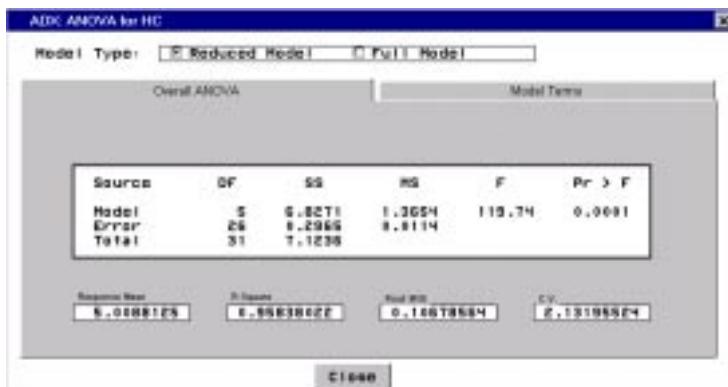 ADX: ANOVA for HC
Model Type: Reduced Model Full Model
Overall ANOVA Model Terms
Source DF SS MS F Pr > F
Model 5 6.8271 1.3654 119.74 0.0001
Error 26 0.2965 0.0114
Total 31 7.1236
Response Mean R-Square Root MSE C.V.
5.0088125 0.95838022 0.10678564 2.13195524
Close